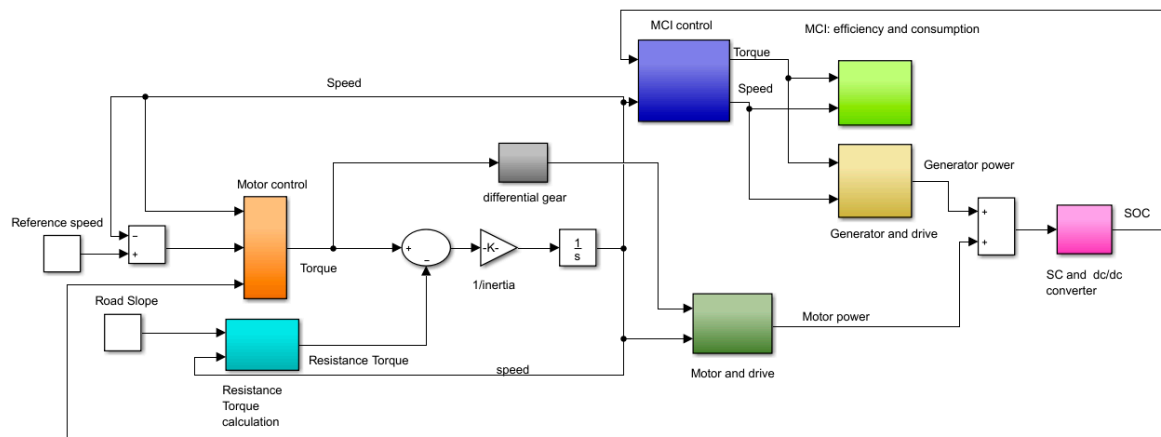 MCI control
MCI: efficiency and consumption
Torque
Speed
Speed
Motor control
differential gear
Generator power
Reference speed
−
+
+
−
-K-
1
s
+
+
SOC
Torque
1/inertia
Generator and drive
SC and dc/dc
converter
Road Slope
Motor power
Resistance Torque
speed
Motor and drive
Resistance
Torque
calculation